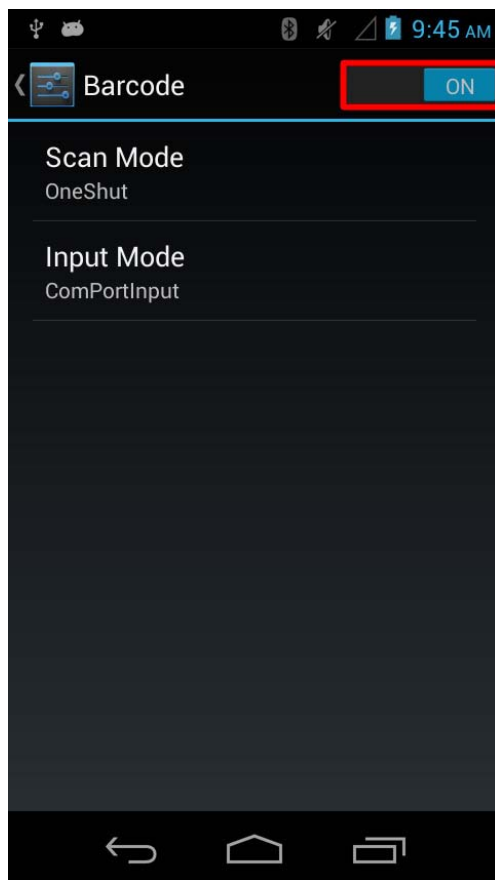 9:45 AM
Barcode
ON
Scan Mode
OneShut
Input Mode
ComPortInput